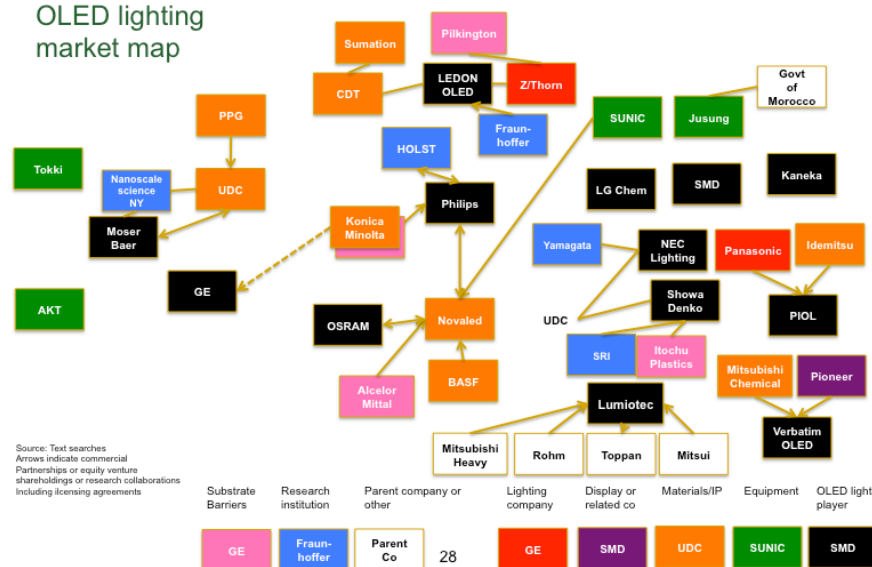 OLED lighting
market map
Sumation
Pilkington
CDT
LEDON
OLED
Z/Thorn
Govt
of
Morocco
PPG
SUNIC
Jusung
Fraun-
hoffer
HOLST
Tokki
Nanoscale
science
NY
UDC
LG Chem
SMD
Kaneka
Philips
Moser
Baer
Konica
Minolta
Yamagata
NEC
Lighting
Panasonic
Idemitsu
GE
Showa
Denko
AKT
OSRAM
Novaled
UDC
PIOL
SRI
Itochu
Plastics
Alcelor
Mittal
BASF
Mitsubishi
Chemical
Pioneer
Lumiotec
Verbatim
OLED
Mitsubishi
Heavy
Rohm
Toppan
Mitsui
Source: Text searches
Arrows indicate commercial
Partnerships or equity venture
shareholdings or research collaborations
Including ilcensing agreements
Substrate
Barriers
Research
institution
Parent company or
other
Lighting
company
Display or
related co
Materials/IP
Equipment
OLED light
player
GE
Fraun-
hoffer
Parent
Co
28
GE
SMD
UDC
SUNIC
SMD